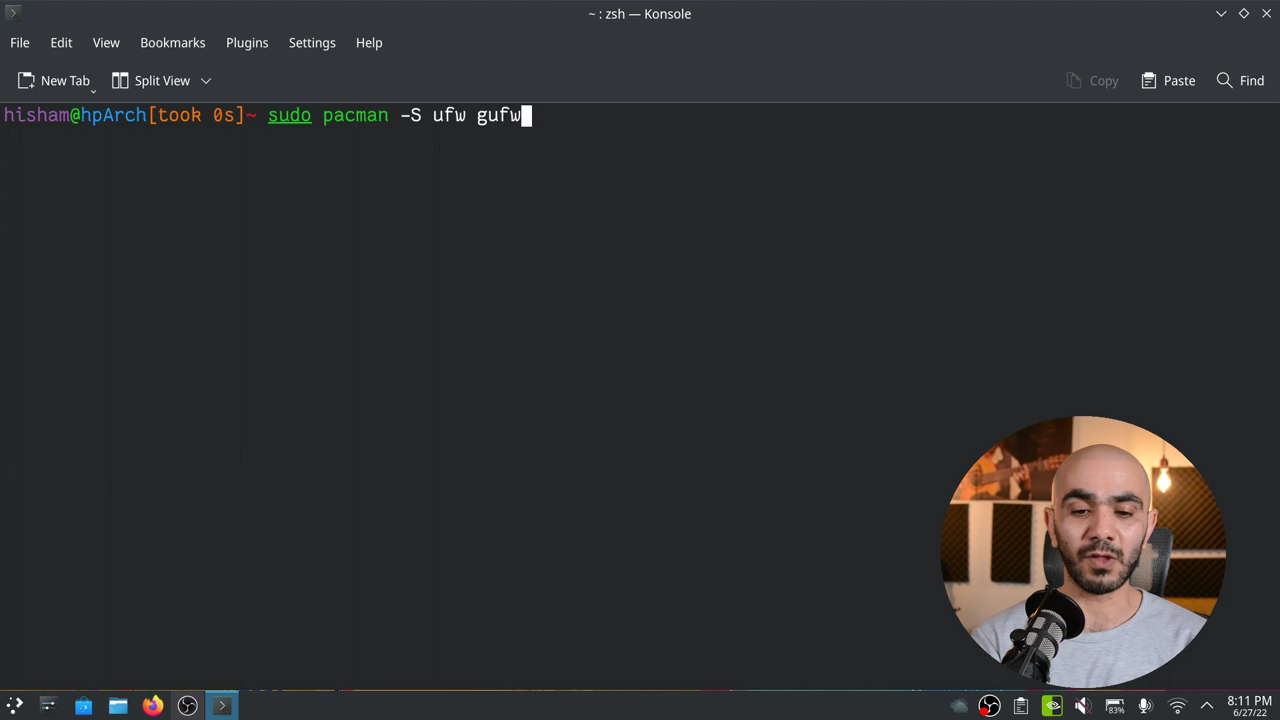 ~ : zsh — Konsole
File Edit View Bookmarks Plugins Settings Help
New Tab Split View Copy Paste Find
hisham@hpArch[took 0s]~ sudo pacman -S ufw gufw
83%
8:11 PM
6/27/22